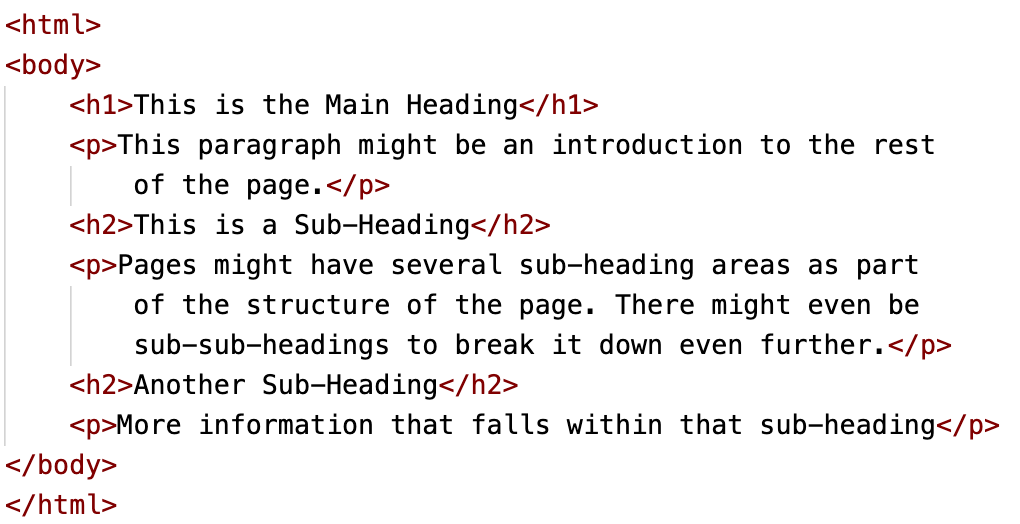 <html>
<body>
    <h1>This is the Main Heading</h1>
    <p>This paragraph might be an introduction to the rest
        of the page.</p>
    <h2>This is a Sub-Heading</h2>
    <p>Pages might have several sub-heading areas as part
        of the structure of the page. There might even be
        sub-sub-headings to break it down even further.</p>
    <h2>Another Sub-Heading</h2>
    <p>More information that falls within that sub-heading</p>
</body>
</html>